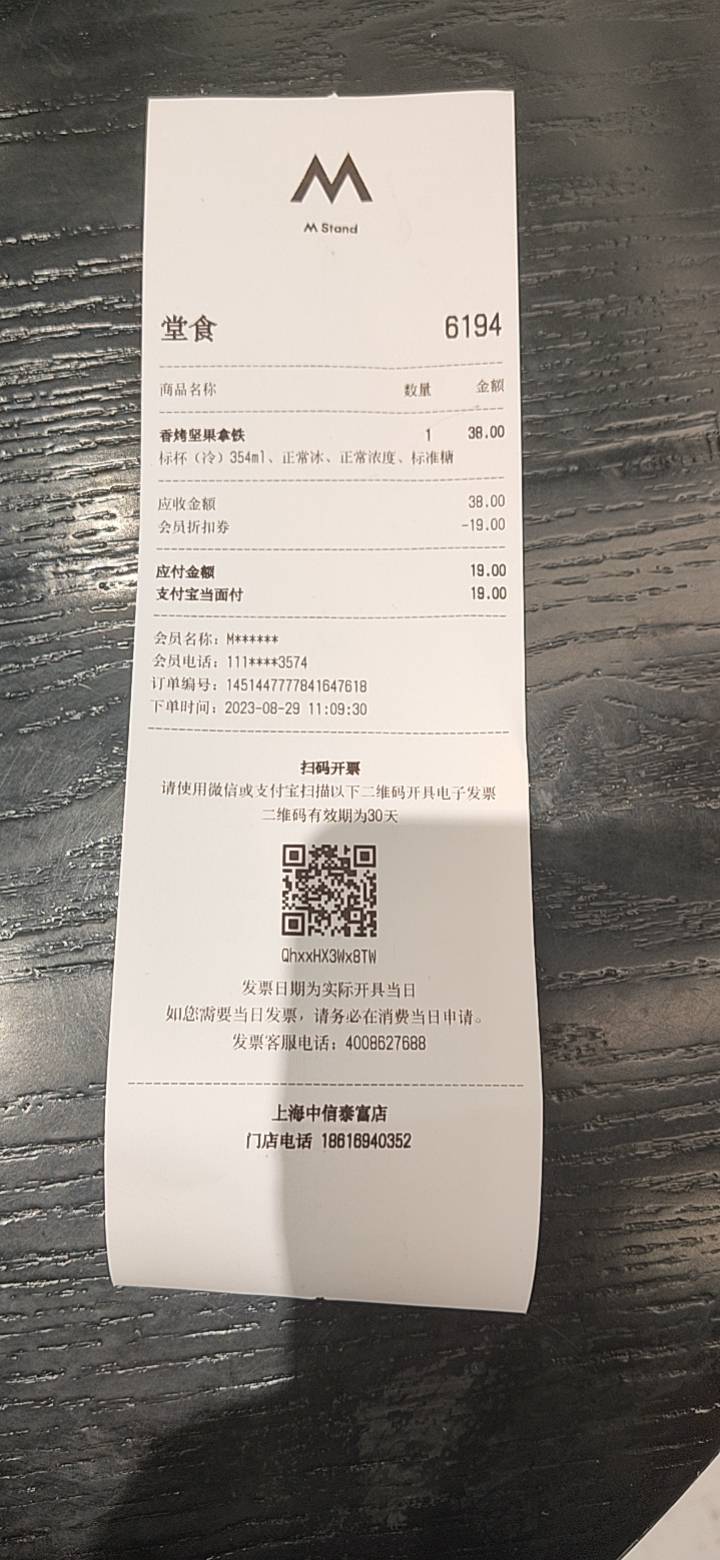 M Stand
堂食 6194
商品名称 数量 金额
香烤坚果拿铁 1 38.00
标杯（冷）354ml、正常冰、正常浓度、标准糖
应收金额 38.00
会员折扣券 -19.00
应付金额 19.00
支付宝当面付 19.00
会员名称：M******
会员电话：111****3574
订单编号：1451447777841647618
下单时间：2023-08-29 11:09:30
扫码开票
请使用微信或支付宝扫描以下二维码开具电子发票
二维码有效期为30天
QhxxHX3Wx8TW
发票日期为实际开具当日
如您需要当日发票，请务必在消费当日申请。
发票客服电话：4008627688
上海中信泰富店
门店电话 18616940352